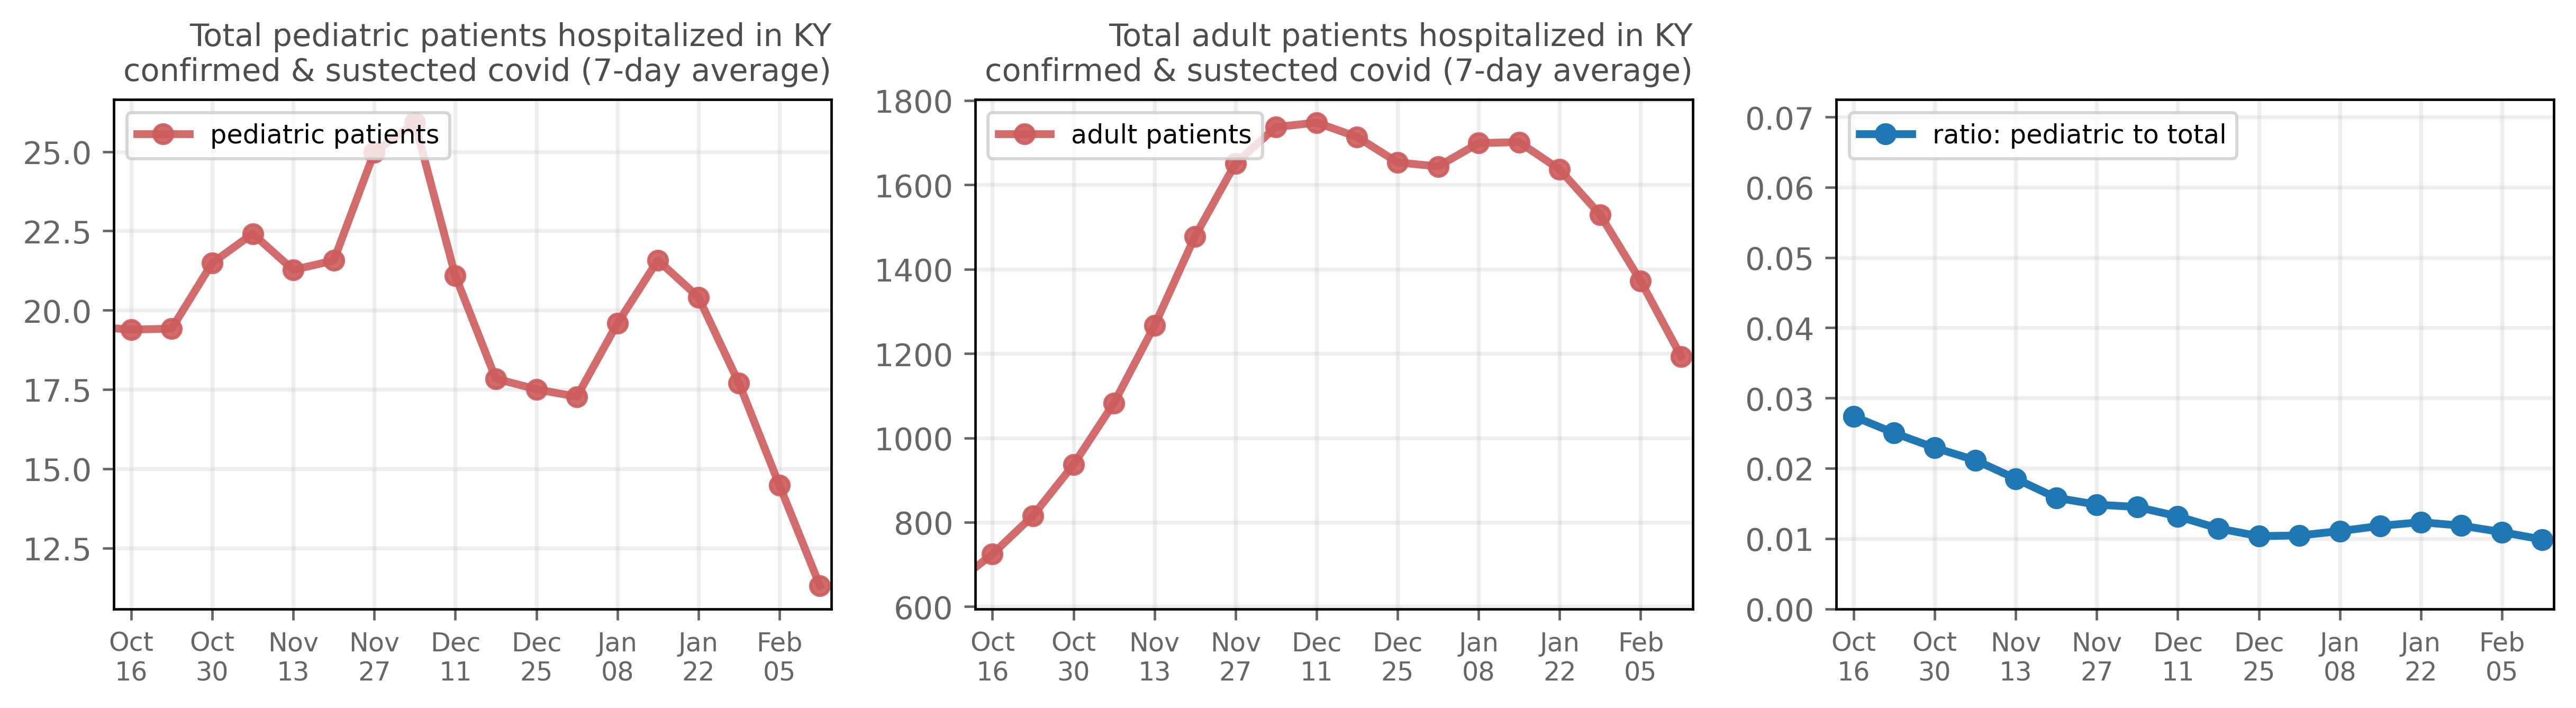 Total pediatric patients hospitalized in KY
confirmed & sustected covid (7-day average)
pediatric patients
25.0
22.5
20.0
17.5
15.0
12.5
Oct 16
Oct 30
Nov 13
Nov 27
Dec 11
Dec 25
Jan 08
Jan 22
Feb 05
Total adult patients hospitalized in KY
confirmed & sustected covid (7-day average)
adult patients
1800
1600
1400
1200
1000
800
600
Oct 16
Oct 30
Nov 13
Nov 27
Dec 11
Dec 25
Jan 08
Jan 22
Feb 05
ratio: pediatric to total
0.07
0.06
0.05
0.04
0.03
0.02
0.01
0.00
Oct 16
Oct 30
Nov 13
Nov 27
Dec 11
Dec 25
Jan 08
Jan 22
Feb 05